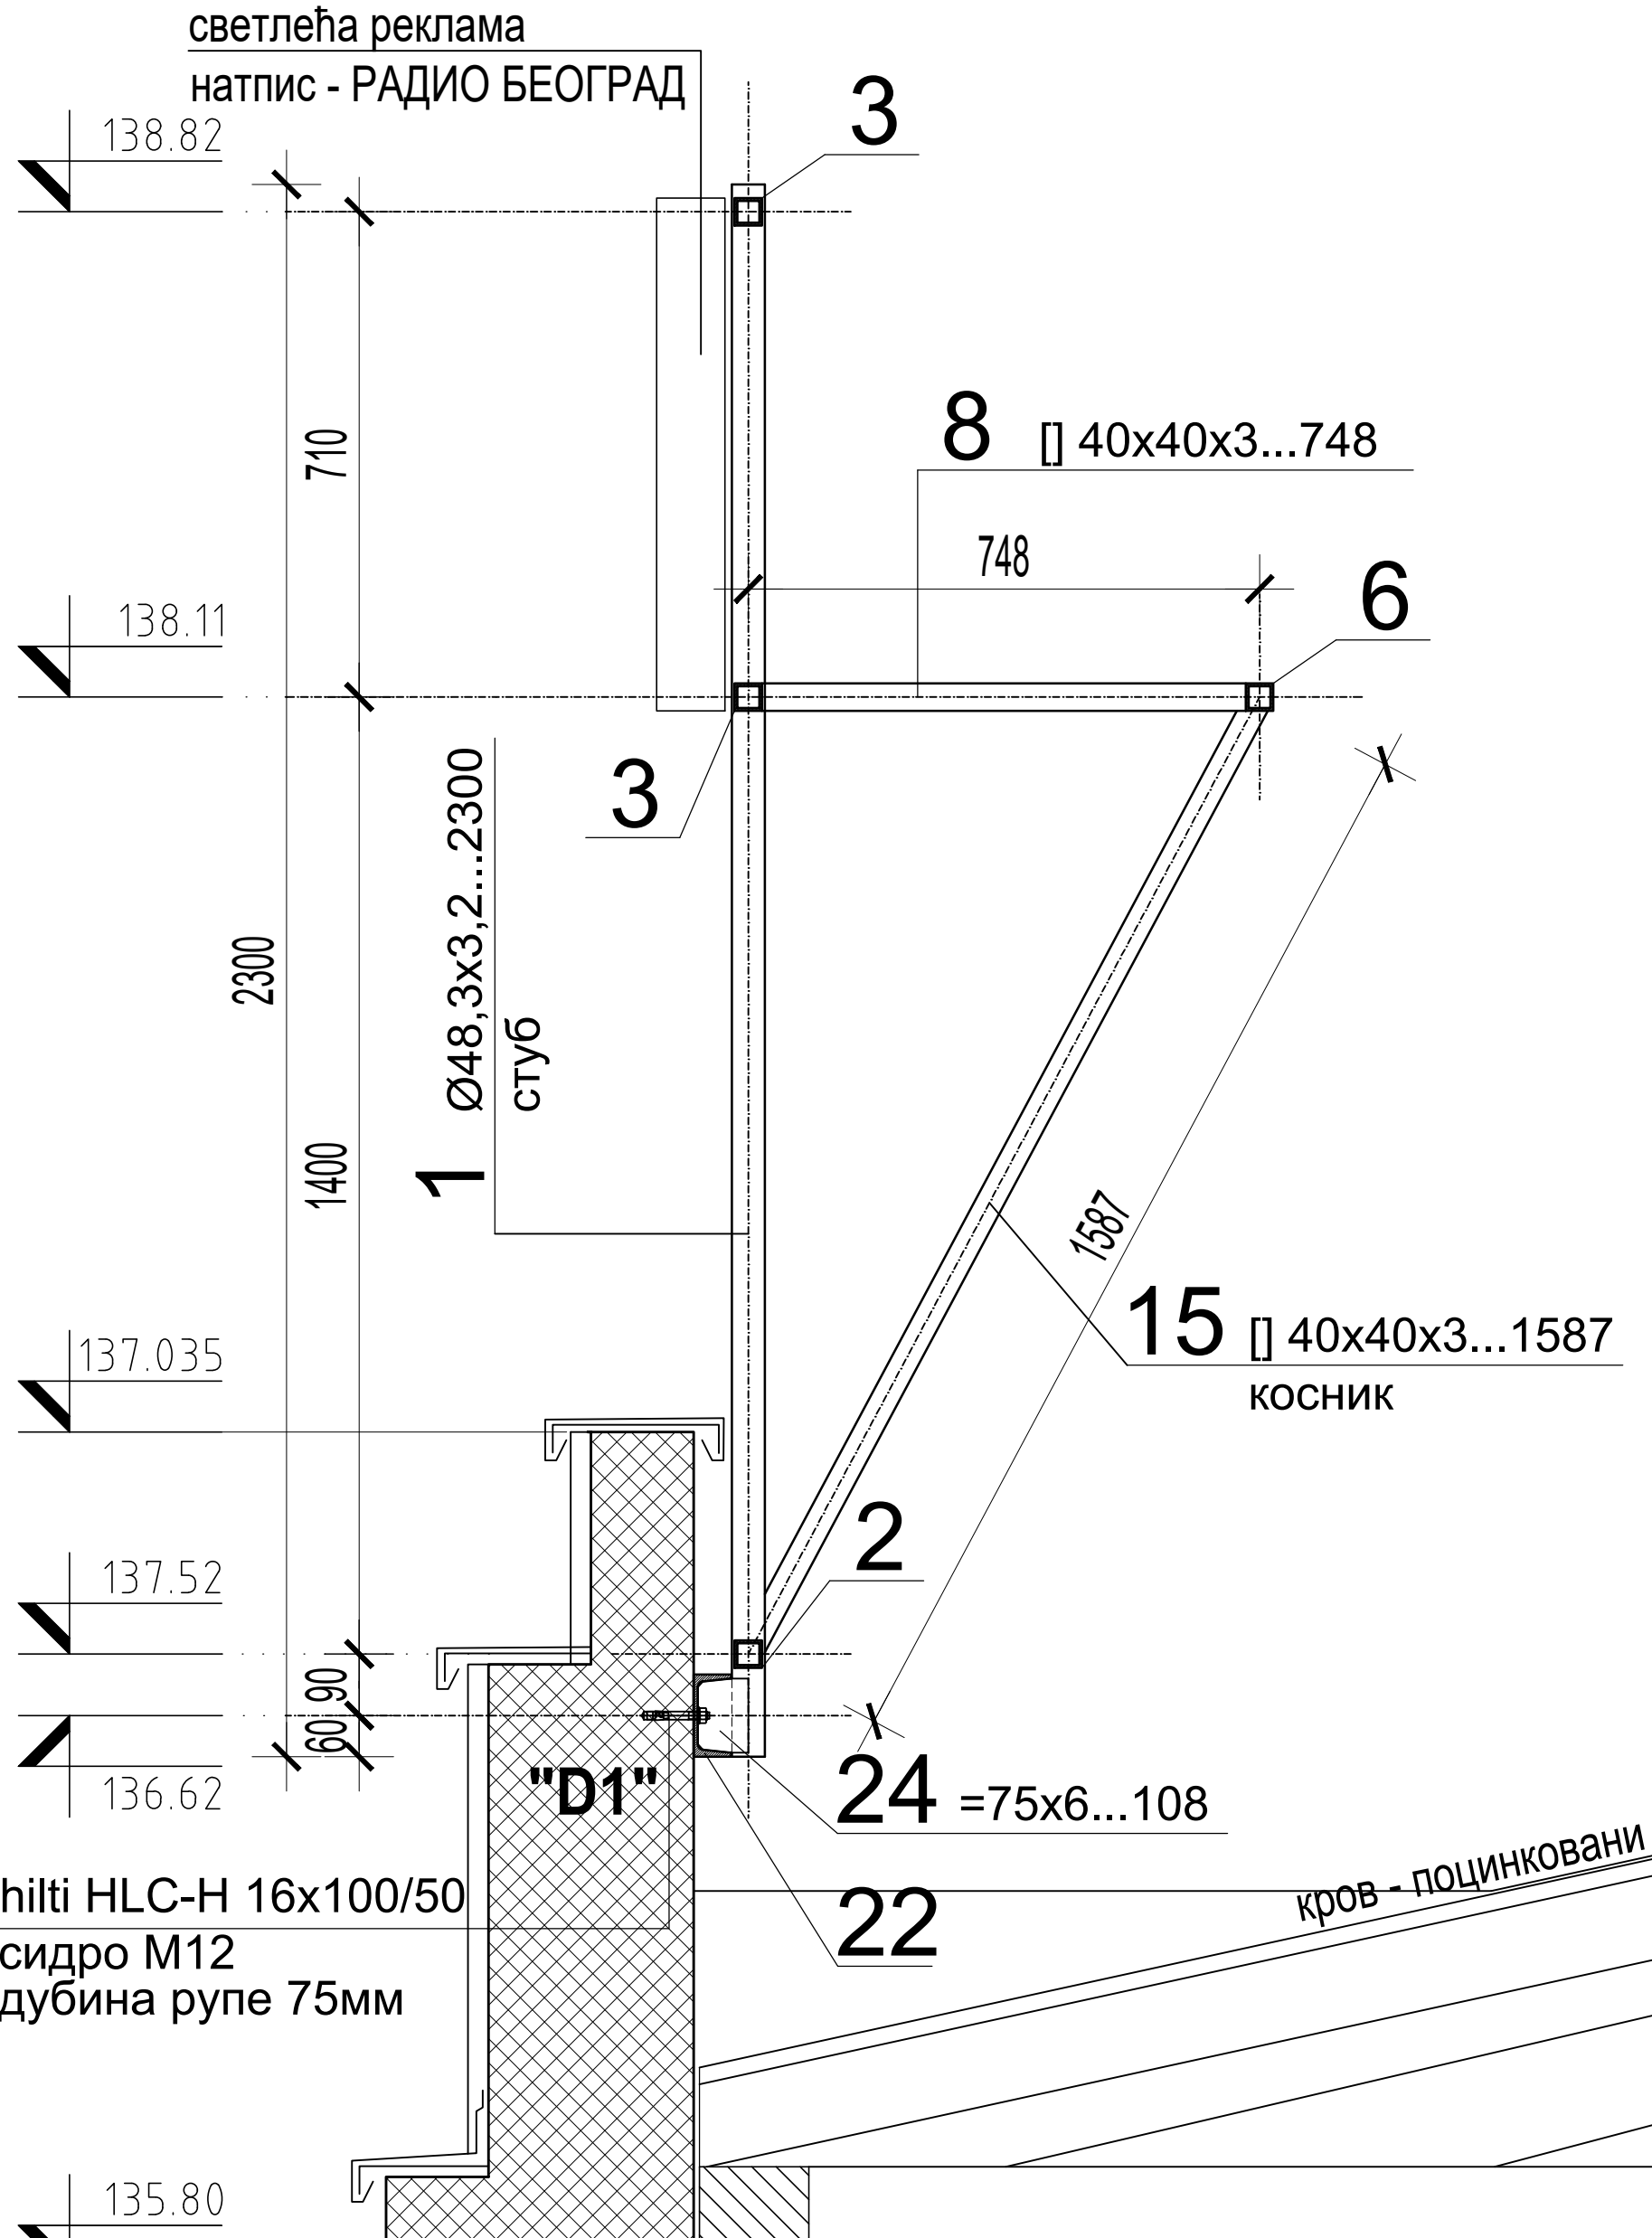 светлећа реклама
натпис - РАДИО БЕОГРАД
3
138.82
710
8 [] 40x40x3...748
748
138.11
6
3
2300
1 Ø48,3x3,2...2300
стуб
1400
1587
15 [] 40x40x3...1587
косник
137.035
2
137.52
90
60
136.62
"D1"
24 =75x6...108
hilti HLC-H 16x100/50
сидро М12
дубина рупе 75мм
22
кров - поцинковани
135.80